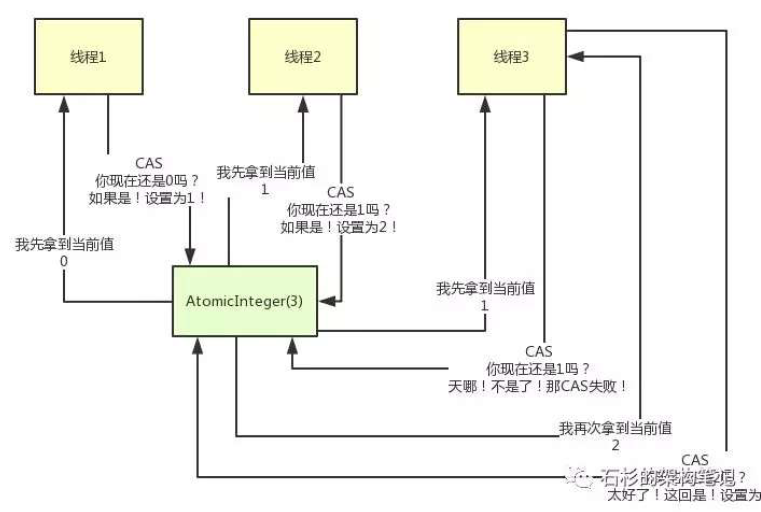 线程1
线程2
线程3
CAS
你现在还是0吗？
如果是！设置为1！
我先拿到当前值
1
CAS
你现在还是1吗？
如果是！设置为2！
我先拿到当前值
0
AtomicInteger(3)
我先拿到当前值
1
CAS
你现在还是1吗？
天哪！不是了！那CAS失败！
我再次拿到当前值
2
CAS
石杉的架构笔记
？
太好了！这回是！设置为